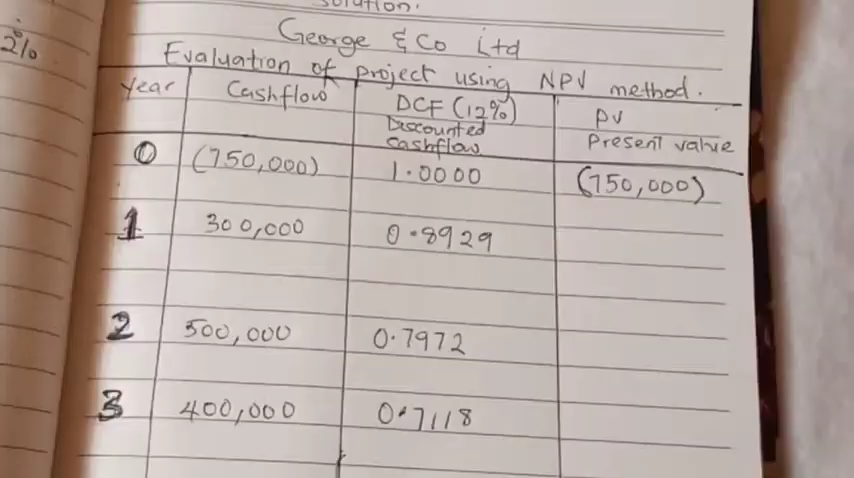 solution.
2%
George & Co Ltd
Evaluation of project using NPV method.
Year Cashflow DCF (12%) Discounted cashflow PV Present value
0 (750,000) 1.0000 (750,000)
1 300,000 0.8929
2 500,000 0.7972
3 400,000 0.7118